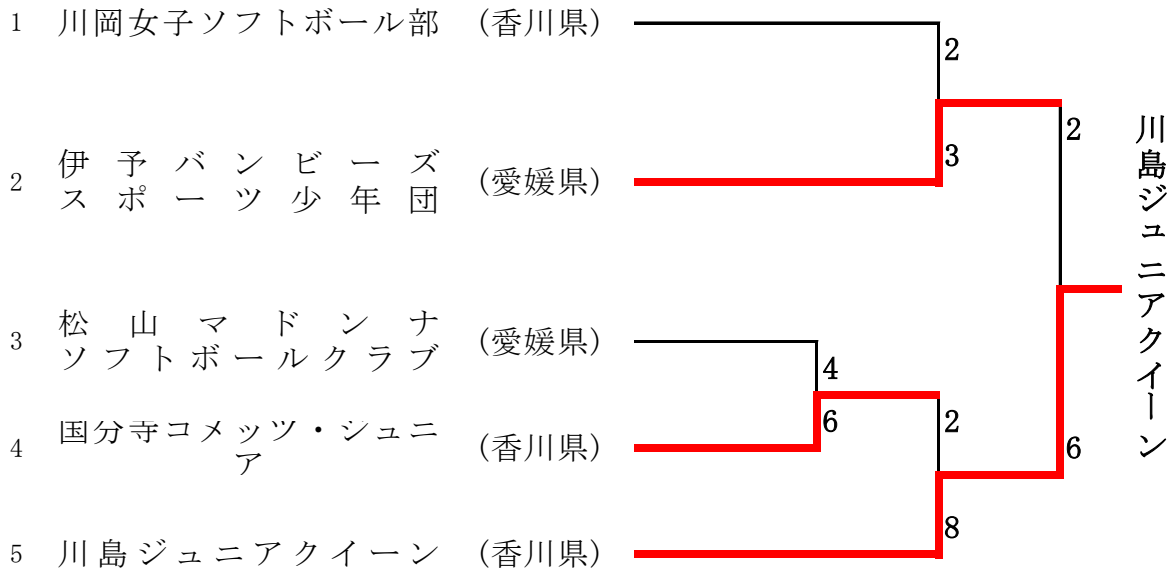 1 川岡女子ソフトボール部 (香川県)
2
2 伊予バンビーズ
スポーツ少年団 (愛媛県)
3
2
川島ジュニアクイーン
3 松山マドンナ
ソフトボールクラブ (愛媛県)
4
4 国分寺コメッツ・ジュニ
ア (香川県)
6
2
6
5 川島ジュニアクイーン (香川県)
8